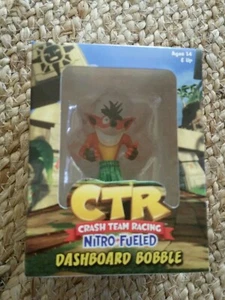 Ages 14
& Up
CTR
CRASH TEAM RACING
NITRO-FUELED
DASHBOARD BOBBLE